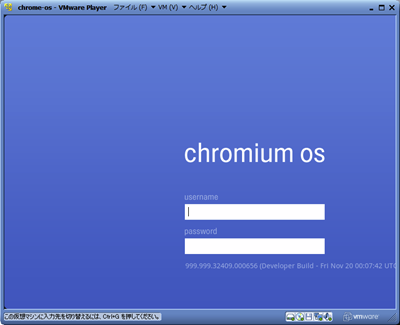 chrome-os - VMware Player ファイル (F) ▼ VM (V) ▼ ヘルプ (H) ▼
chromium os
username
password
999.999.32409.000656 (Developer Build - Fri Nov 20 00:07:42 UTC
この仮想マシンに入力先を切り替えるには、Ctrl+G を押してください。
vmware